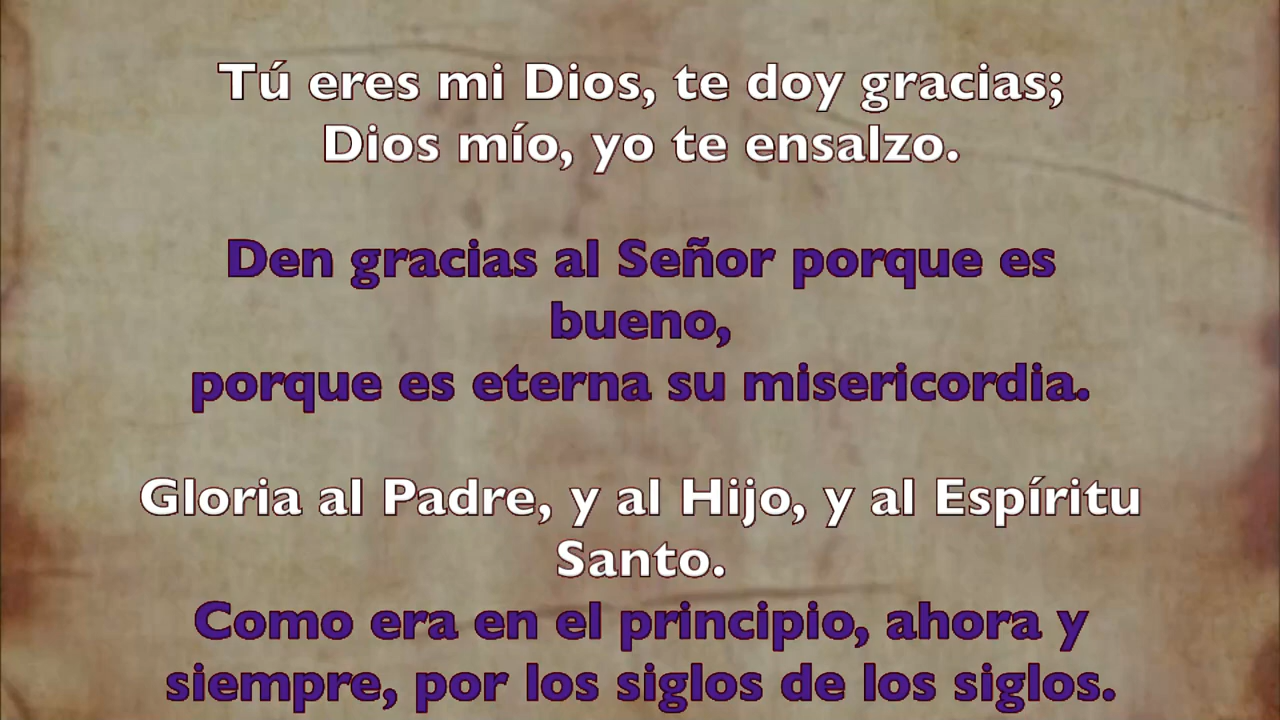 Tú eres mi Dios, te doy gracias;
Dios mío, yo te ensalzo.
Den gracias al Señor porque es
bueno,
porque es eterna su misericordia.
Gloria al Padre, y al Hijo, y al Espíritu
Santo.
Como era en el principio, ahora y
siempre, por los siglos de los siglos.